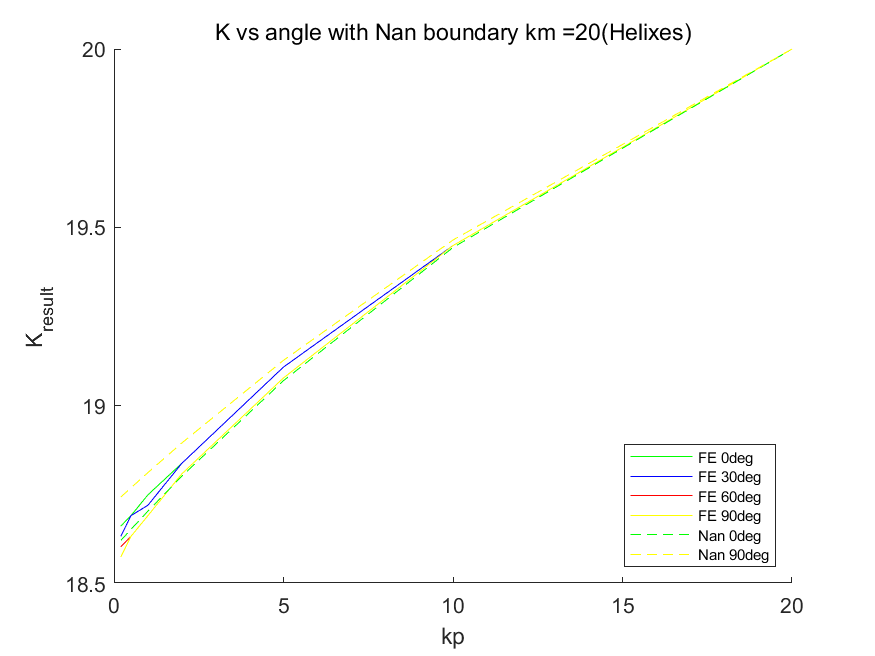 K vs angle with Nan boundary km =20(Helixes)
20
19.5
19
18.5
K_result
0
5
10
15
20
kp
FE 0deg
FE 30deg
FE 60deg
FE 90deg
Nan 0deg
Nan 90deg